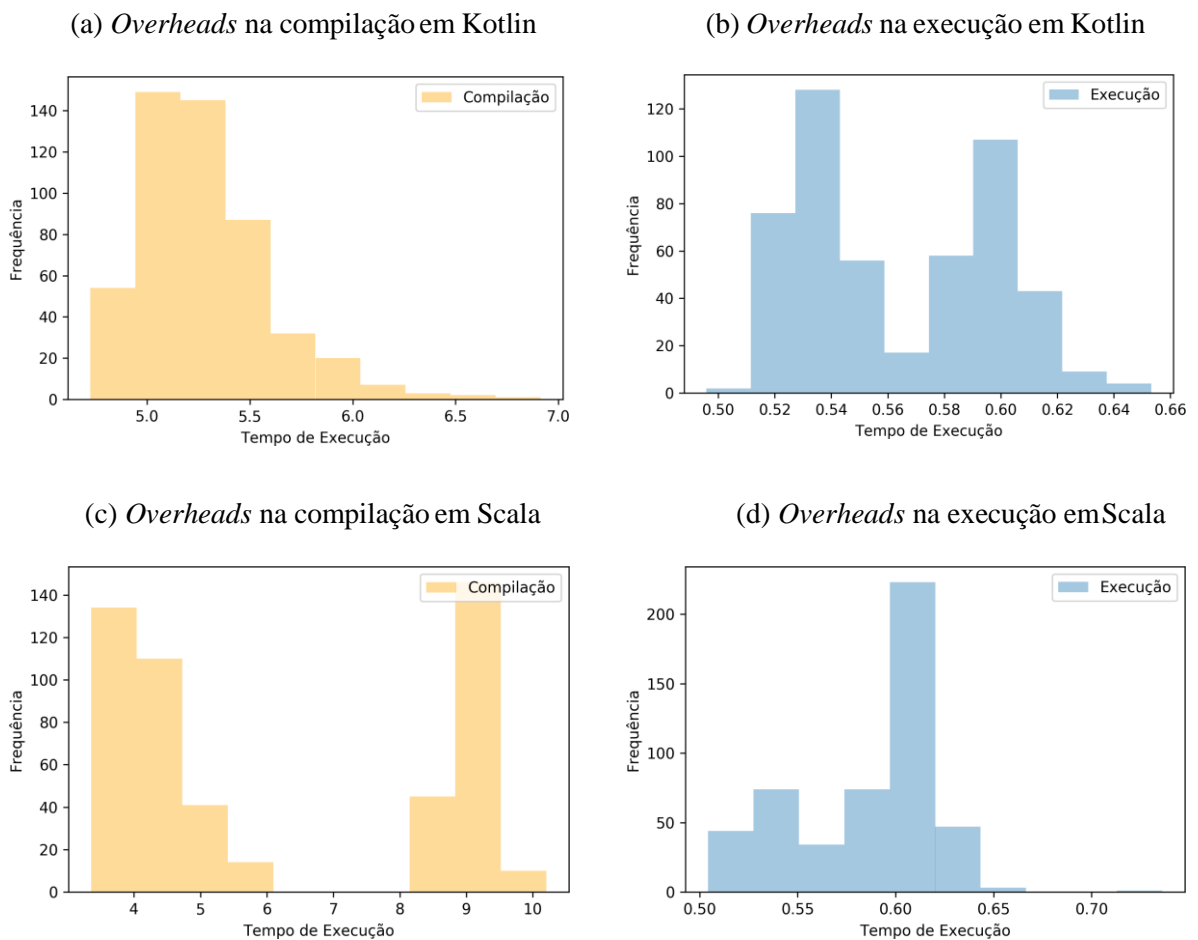 (a) Overheads na compilação em Kotlin
(b) Overheads na execução em Kotlin
Compilação
140
120
100
80
60
40
20
0
Frequência
5.0 5.5 6.0 6.5 7.0
Tempo de Execução
Execução
120
100
80
60
40
20
0
Frequência
0.50 0.52 0.54 0.56 0.58 0.60 0.62 0.64 0.66
Tempo de Execução
(c) Overheads na compilação em Scala
(d) Overheads na execução emScala
Compilação
140
120
100
80
60
40
20
0
Frequência
4 5 6 7 8 9 10
Tempo de Execução
Execução
200
150
100
50
0
Frequência
0.50 0.55 0.60 0.65 0.70
Tempo de Execução